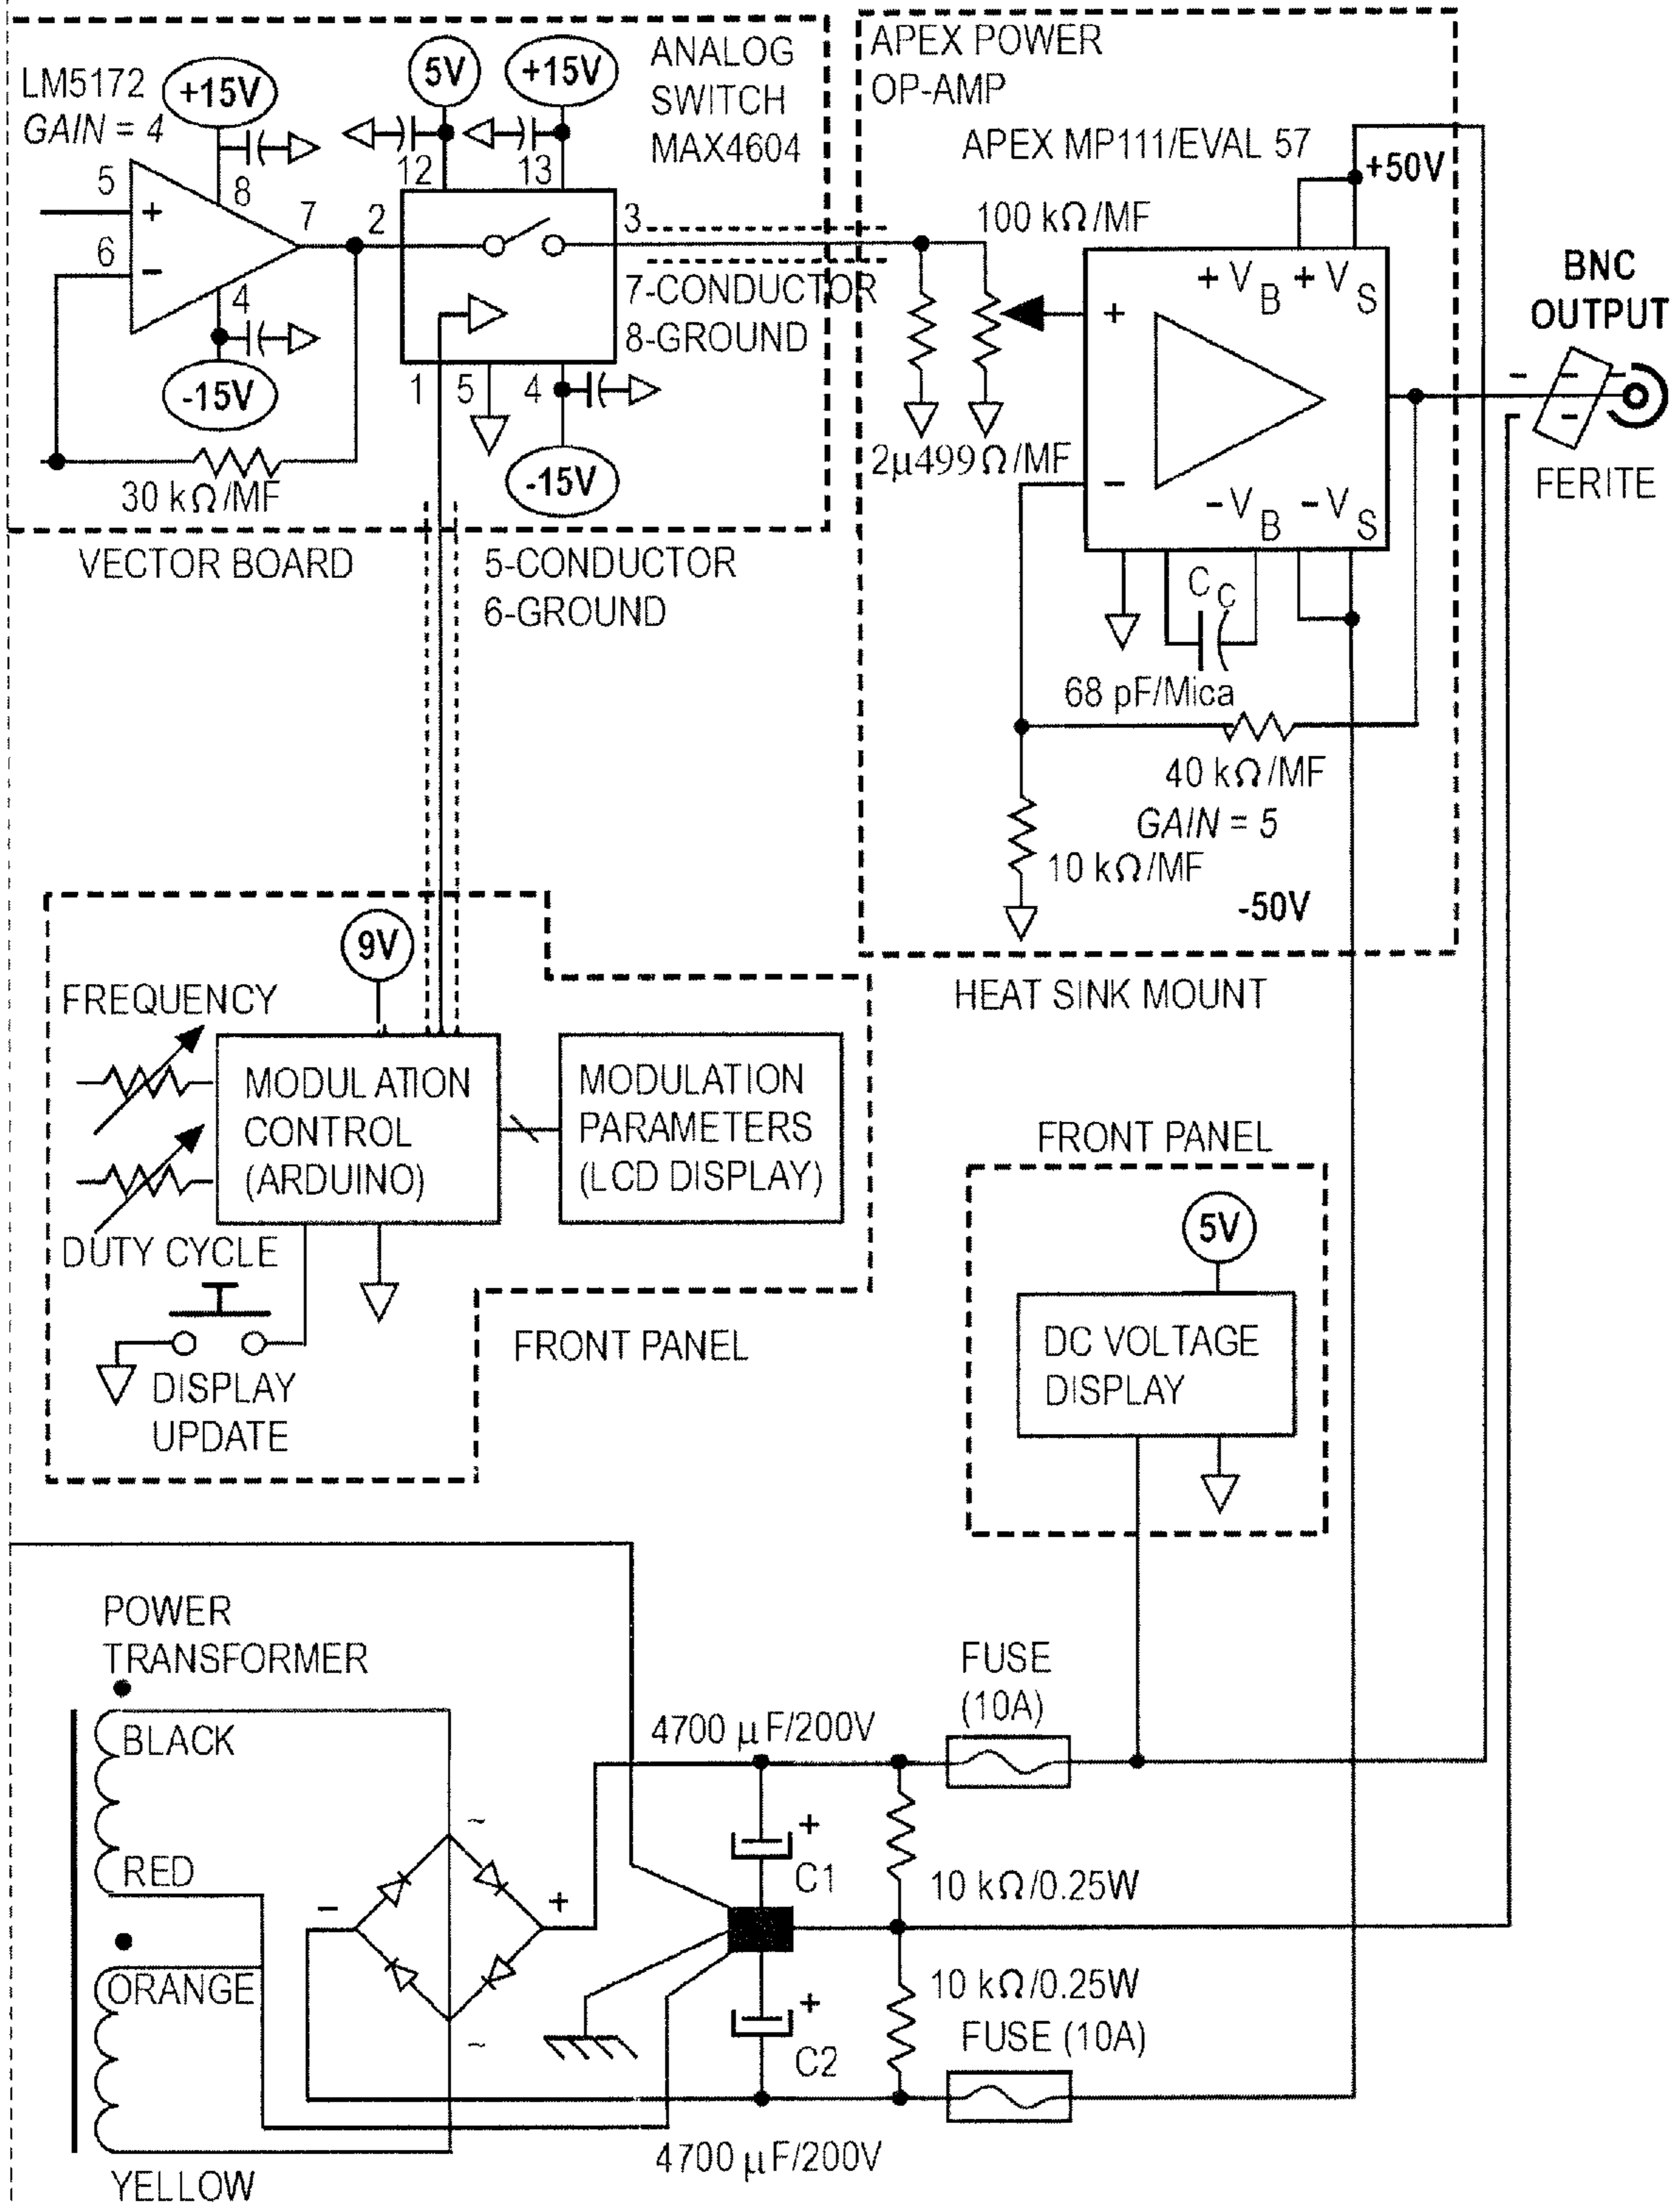 LM5172
GAIN = 4
+15V
5V
+15V
ANALOG
SWITCH
MAX4604
5
8
+
6
−
4
7
2
12
13
3
-15V
30 kΩ/MF
1
5
4
-15V
7-CONDUCTOR
8-GROUND
VECTOR BOARD
5-CONDUCTOR
6-GROUND
APEX POWER
OP-AMP
APEX MP111/EVAL 57
+50V
100 kΩ/MF
+VB +VS
+
2µ499Ω/MF
−
−VB −VS
CC
68 pF/Mica
40 kΩ/MF
GAIN = 5
10 kΩ/MF
-50V
HEAT SINK MOUNT
BNC
OUTPUT
FERITE
9V
FREQUENCY
MODULATION
CONTROL
(ARDUINO)
MODULATION
PARAMETERS
(LCD DISPLAY)
DUTY CYCLE
DISPLAY
UPDATE
FRONT PANEL
FRONT PANEL
5V
DC VOLTAGE
DISPLAY
POWER
TRANSFORMER
BLACK
RED
ORANGE
YELLOW
~
−
+
~
4700 µF/200V
FUSE
(10A)
+
C1
10 kΩ/0.25W
10 kΩ/0.25W
+
C2
FUSE (10A)
4700 µF/200V